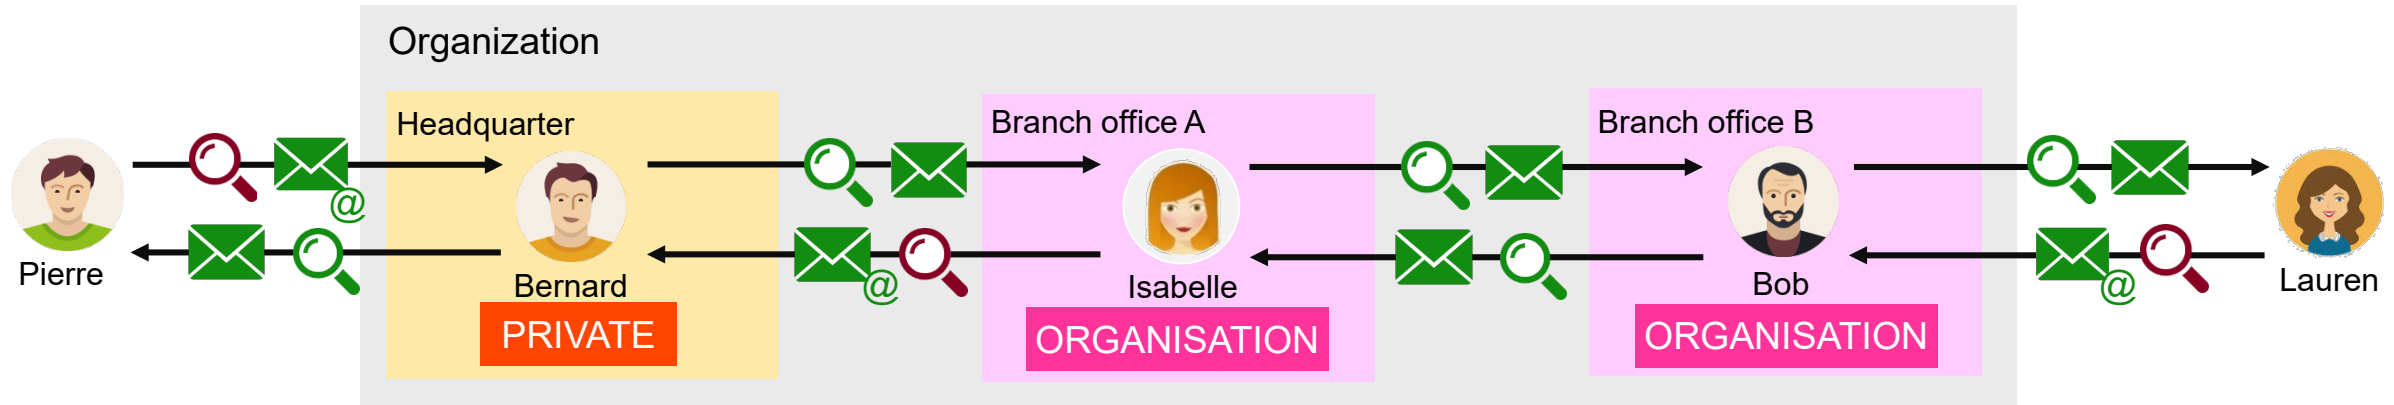 Organization
Headquarter
Branch office A
Branch office B
@
@
@
Pierre
Bernard
Isabelle
Bob
Lauren
PRIVATE
ORGANISATION
ORGANISATION